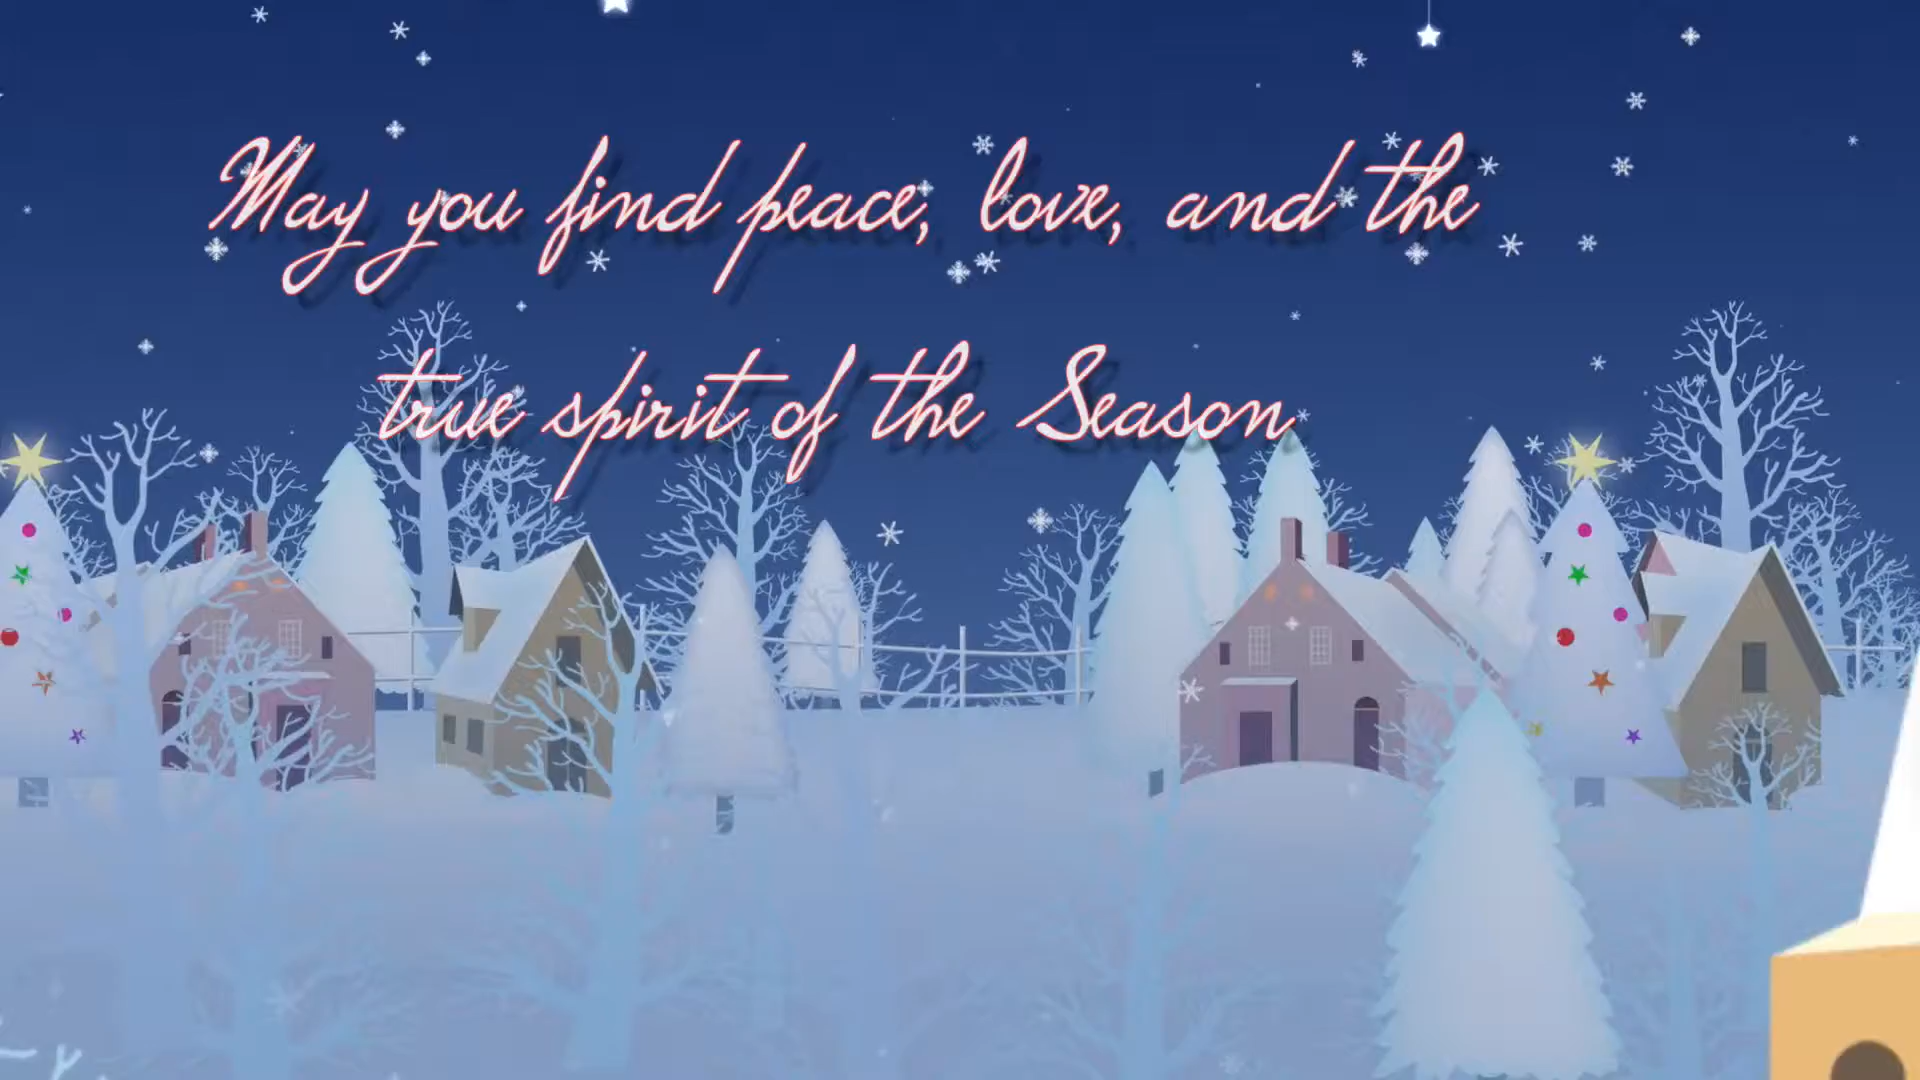 May you find peace, love, and the
true spirit of the Season